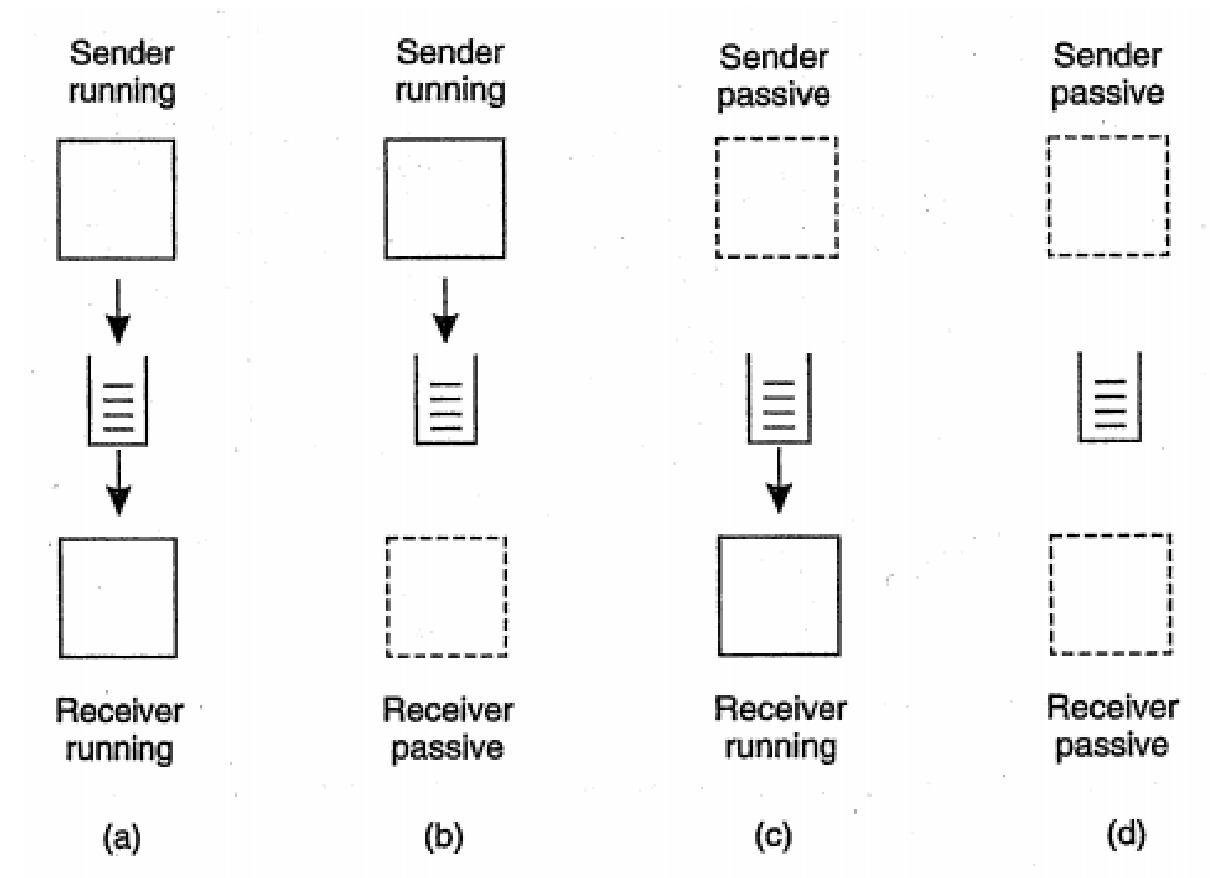 Sender
running
Sender
running
Sender
passive
Sender
passive
Receiver
running
Receiver
passive
Receiver
running
Receiver
passive
(a)
(b)
(c)
(d)